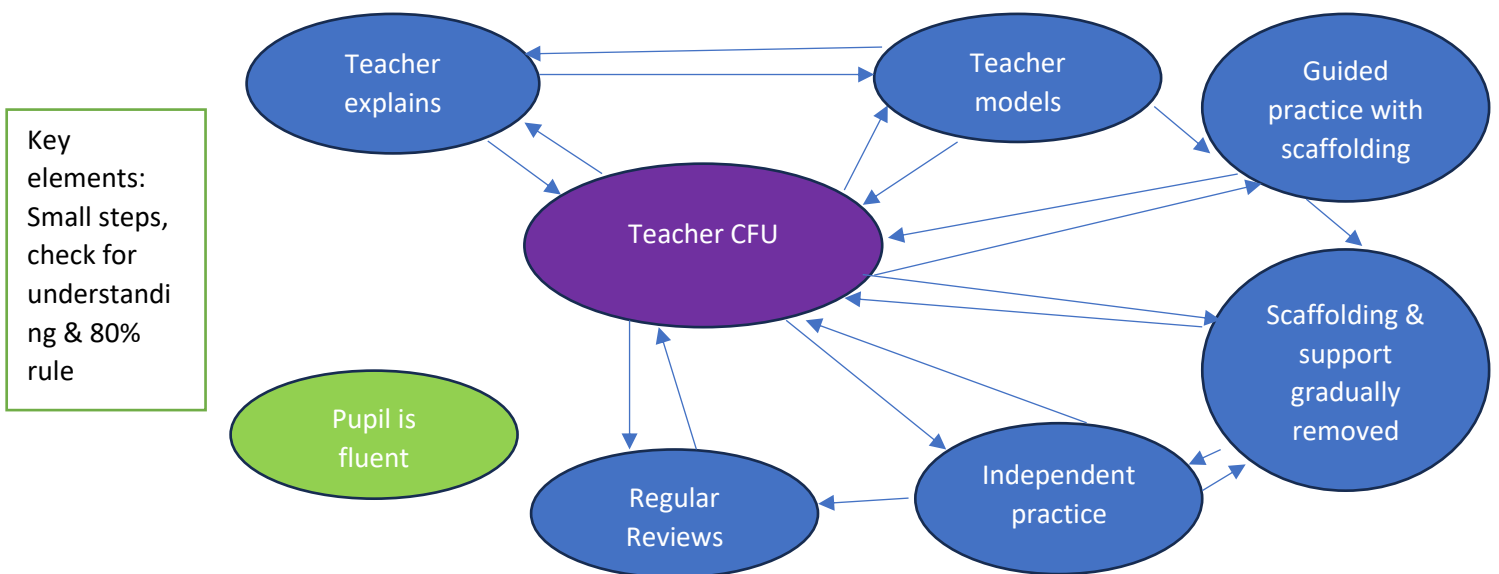 Key
elements:
Small steps,
check for
understandi
ng & 80%
rule
Teacher
explains
Teacher
models
Guided
practice with
scaffolding
Teacher CFU
Scaffolding &
support
gradually
removed
Pupil is
fluent
Regular
Reviews
Independent
practice